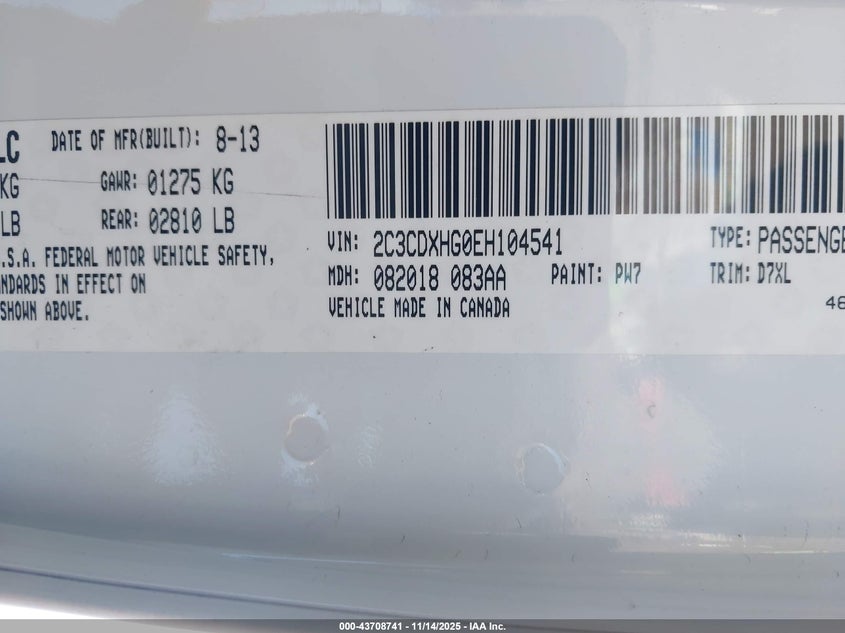 LC DATE OF MFR(BUILT): 8-13
KG GAWR: 01275 KG
LB REAR: 02810 LB
.S.A. FEDERAL MOTOR VEHICLE SAFETY,
NDARDS IN EFFECT ON
SHOWN ABOVE.
VIN: 2C3CDXHG0EH104541 TYPE: PASSENGE
MDH: 082018 083AA PAINT: PW7 TRIM: D7XL
VEHICLE MADE IN CANADA 46
000-43708741 - 11/14/2025 - IAA Inc.